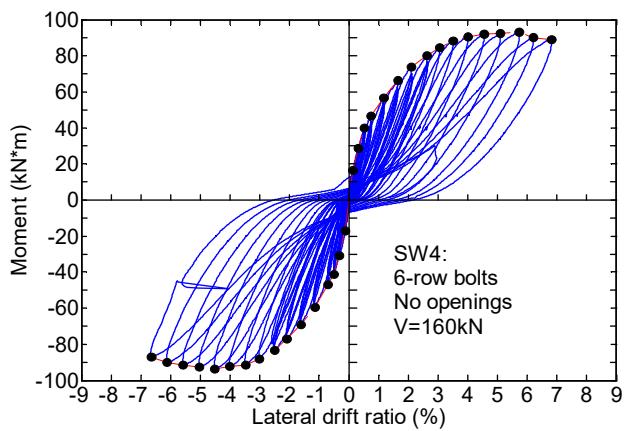 100
80
60
40
20
0
-20
-40
-60
-80
-100
Moment (kN*m)
SW4:
6-row bolts
No openings
V=160kN
-9 -8 -7 -6 -5 -4 -3 -2 -1 0 1 2 3 4 5 6 7 8 9
Lateral drift ratio (%)